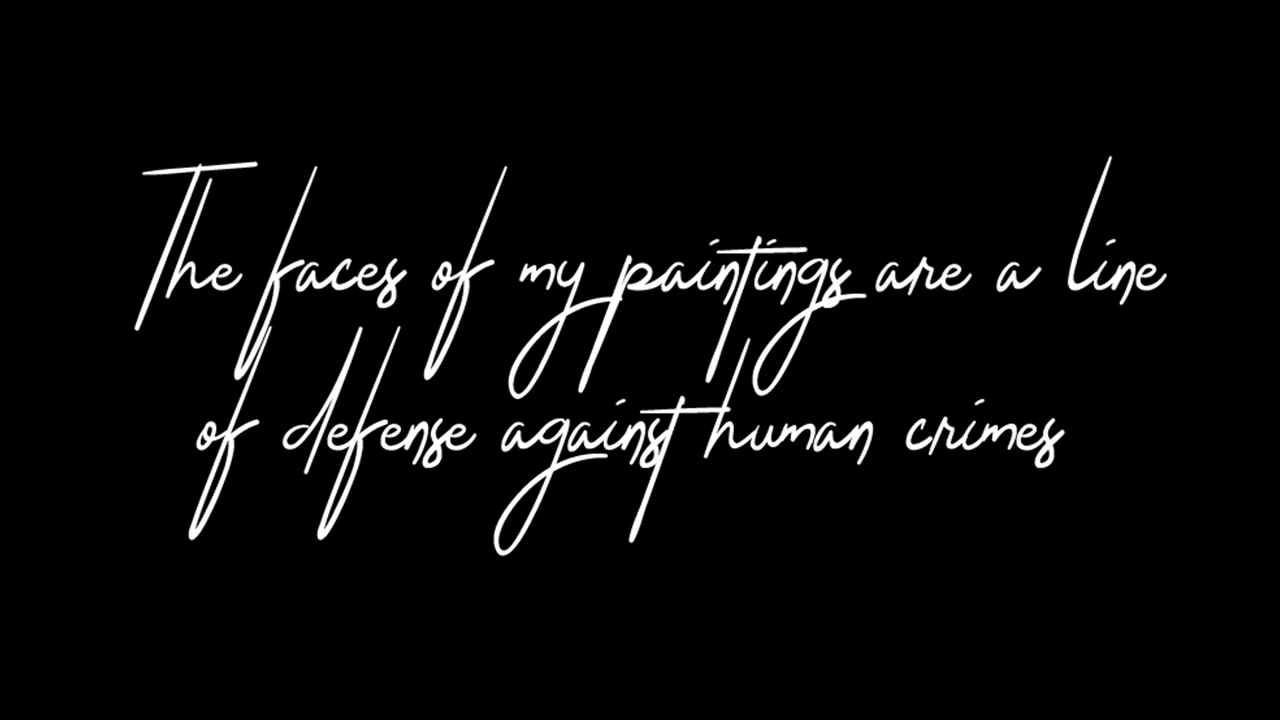 The faces of my paintings are a line
of defense against human crimes